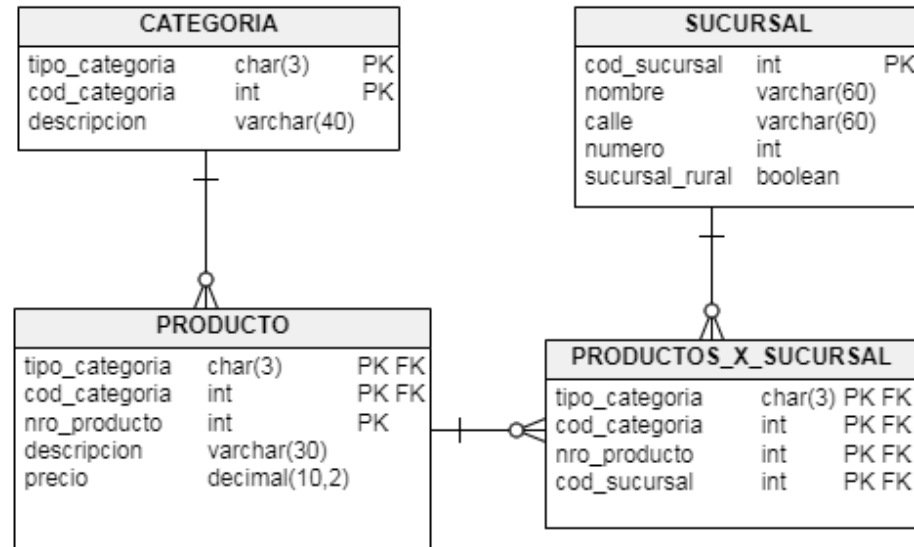 CATEGORIA
tipo_categoria char(3) PK
cod_categoria int PK
descripcion varchar(40)
SUCURSAL
cod_sucursal int PK
nombre varchar(60)
calle varchar(60)
numero int
sucursal_rural boolean
PRODUCTO
tipo_categoria char(3) PK FK
cod_categoria int PK FK
nro_producto int PK
descripcion varchar(30)
precio decimal(10,2)
PRODUCTOS_X_SUCURSAL
tipo_categoria char(3) PK FK
cod_categoria int PK FK
nro_producto int PK FK
cod_sucursal int PK FK